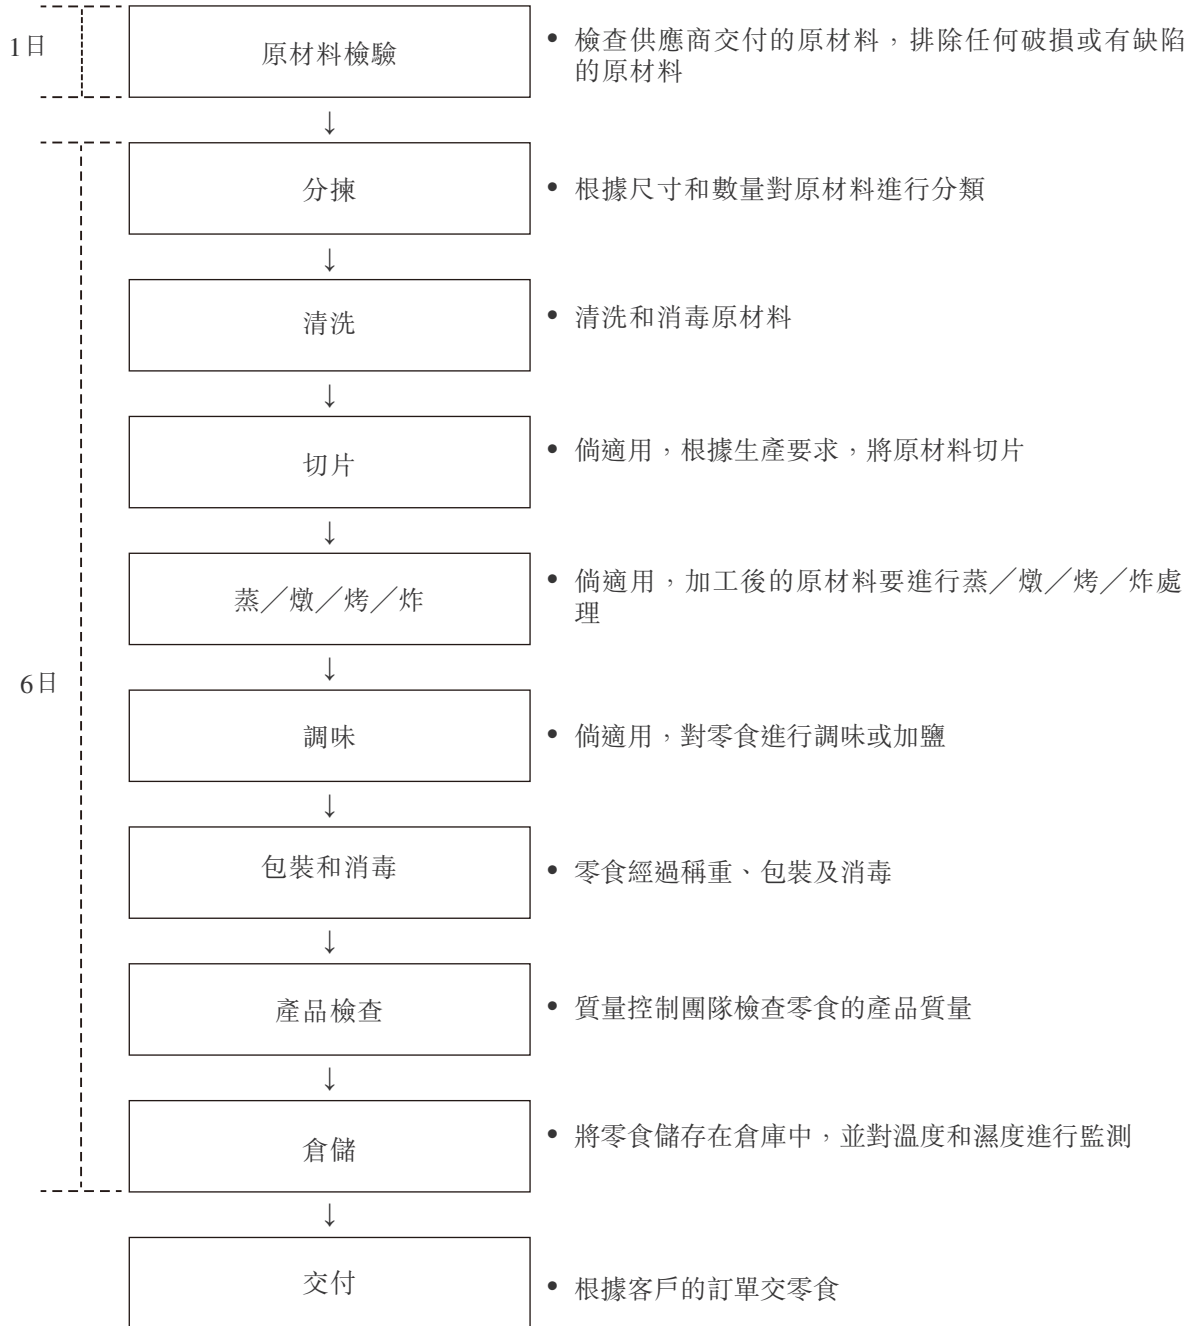 1日
原材料檢驗
• 檢查供應商交付的原材料，排除任何破損或有缺陷
的原材料
↓
分揀
• 根據尺寸和數量對原材料進行分類
↓
清洗
• 清洗和消毒原材料
↓
切片
• 倘適用，根據生產要求，將原材料切片
↓
蒸／燉／烤／炸
• 倘適用，加工後的原材料要進行蒸／燉／烤／炸處
理
↓
6日
調味
• 倘適用，對零食進行調味或加鹽
↓
包裝和消毒
• 零食經過稱重、包裝及消毒
↓
產品檢查
• 質量控制團隊檢查零食的產品質量
↓
倉儲
• 將零食儲存在倉庫中，並對溫度和濕度進行監測
↓
交付
• 根據客戶的訂單交零食